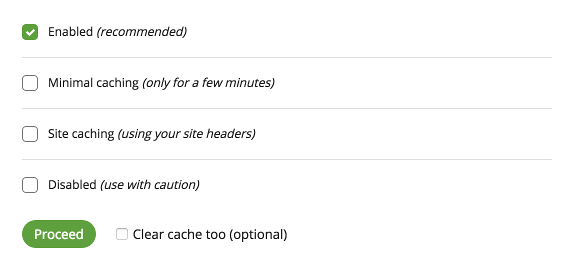 Enabled (recommended)
Minimal caching (only for a few minutes)
Site caching (using your site headers)
Disabled (use with caution)
Proceed Clear cache too (optional)